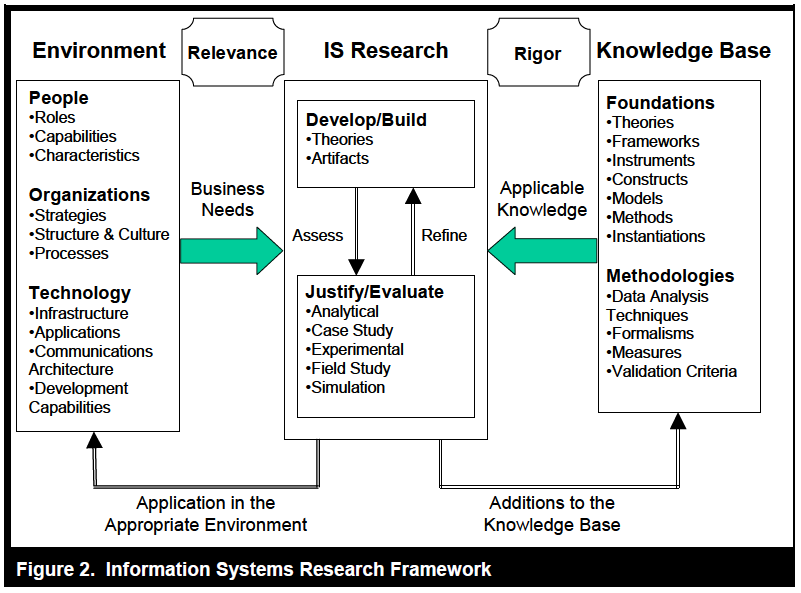 Environment
Relevance
IS Research
Rigor
Knowledge Base
People
•Roles
•Capabilities
•Characteristics
Organizations
•Strategies
•Structure & Culture
•Processes
Technology
•Infrastructure
•Applications
•Communications
Architecture
•Development
Capabilities
Business
Needs
Develop/Build
•Theories
•Artifacts
Assess
Refine
Justify/Evaluate
•Analytical
•Case Study
•Experimental
•Field Study
•Simulation
Applicable
Knowledge
Foundations
•Theories
•Frameworks
•Instruments
•Constructs
•Models
•Methods
•Instantiations
Methodologies
•Data Analysis
Techniques
•Formalisms
•Measures
•Validation Criteria
Application in the
Appropriate Environment
Additions to the
Knowledge Base
Figure 2. Information Systems Research Framework